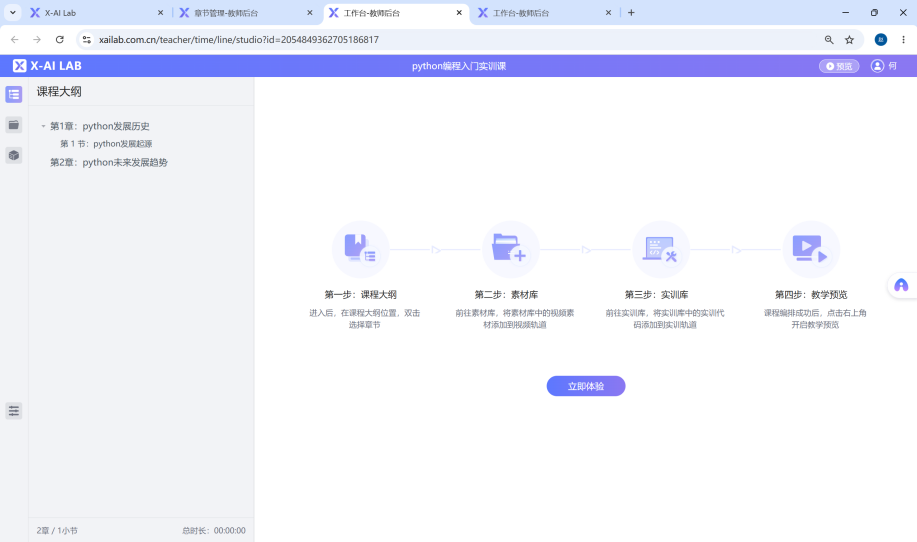 X-AI Lab
章节管理-教师后台
工作台-教师后台
工作台-教师后台
xailab.com.cn/teacher/time/line/studio?id=2054849362705186817
X-AI LAB
python编程入门实训课
预览
何
课程大纲
第1章：python发展历史
第 1 节：python发展起源
第2章：python未来发展趋势
第一步：课程大纲
进入后，在课程大纲位置，双击
选择章节
第二步：素材库
前往素材库，将素材库中的视频素
材添加到视频轨道
第三步：实训库
前往实训库，将实训库中的实训代
码添加到实训轨道
第四步：教学预览
课程编排成功后，点击右上角
开启教学预览
立即体验
2章 / 1小节
总时长：00:00:00